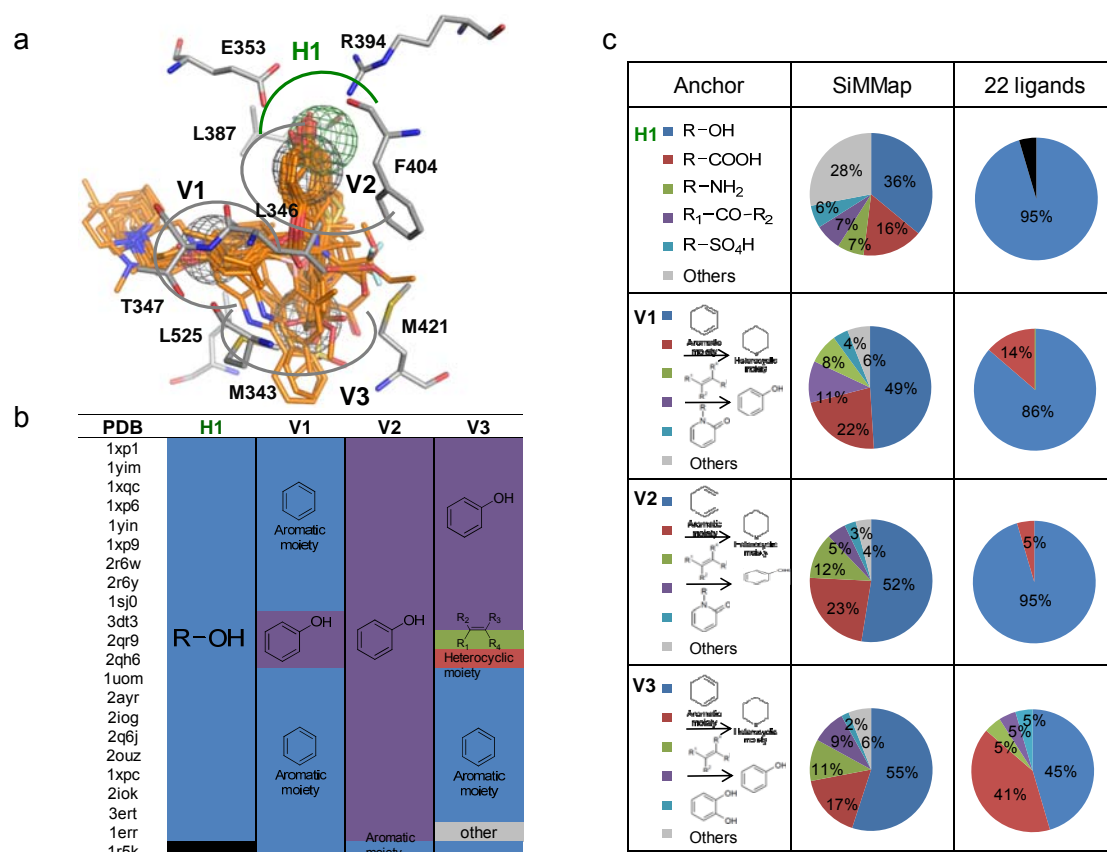 a
E353
H1
R394
L387
F404
V1
V2
L346
T347
L525
M421
M343
V3
b
PDB H1 V1 V2 V3
1xp1
1yim
1xqc
1xp6
1yin
1xp9
2r6w
2r6y
1sj0
3dt3
2qr9
2qh6
1uom
2ayr
2iog
2q6j
2ouz
1xpc
2iok
3ert
1err
1r5k
R-OH
Aromatic
moiety
OH
Aromatic
moiety
OH
Aromatic
moiety
OH
R2 R3
R1 R4
Heterocyclic
moiety
Aromatic
moiety
other
c
Anchor SiMMap 22 ligands
H1
R-OH
R-COOH
R-NH2
R1-CO-R2
R-SO4H
Others
36%
16%
7%
7%
6%
28%
95%
V1
Aromatic
moiety
Heterocyclic
moiety
OH
R
N
O
Others
49%
22%
11%
8%
4%
6%
14%
86%
V2
Aromatic
moiety
Heterocyclic
moiety
R
N
O
Others
52%
23%
12%
5%
3%
4%
5%
95%
V3
Aromatic
moiety
Heterocyclic
moiety
OH
OH
OH
Others
55%
17%
11%
9%
2%
6%
45%
41%
5%
5%
5%